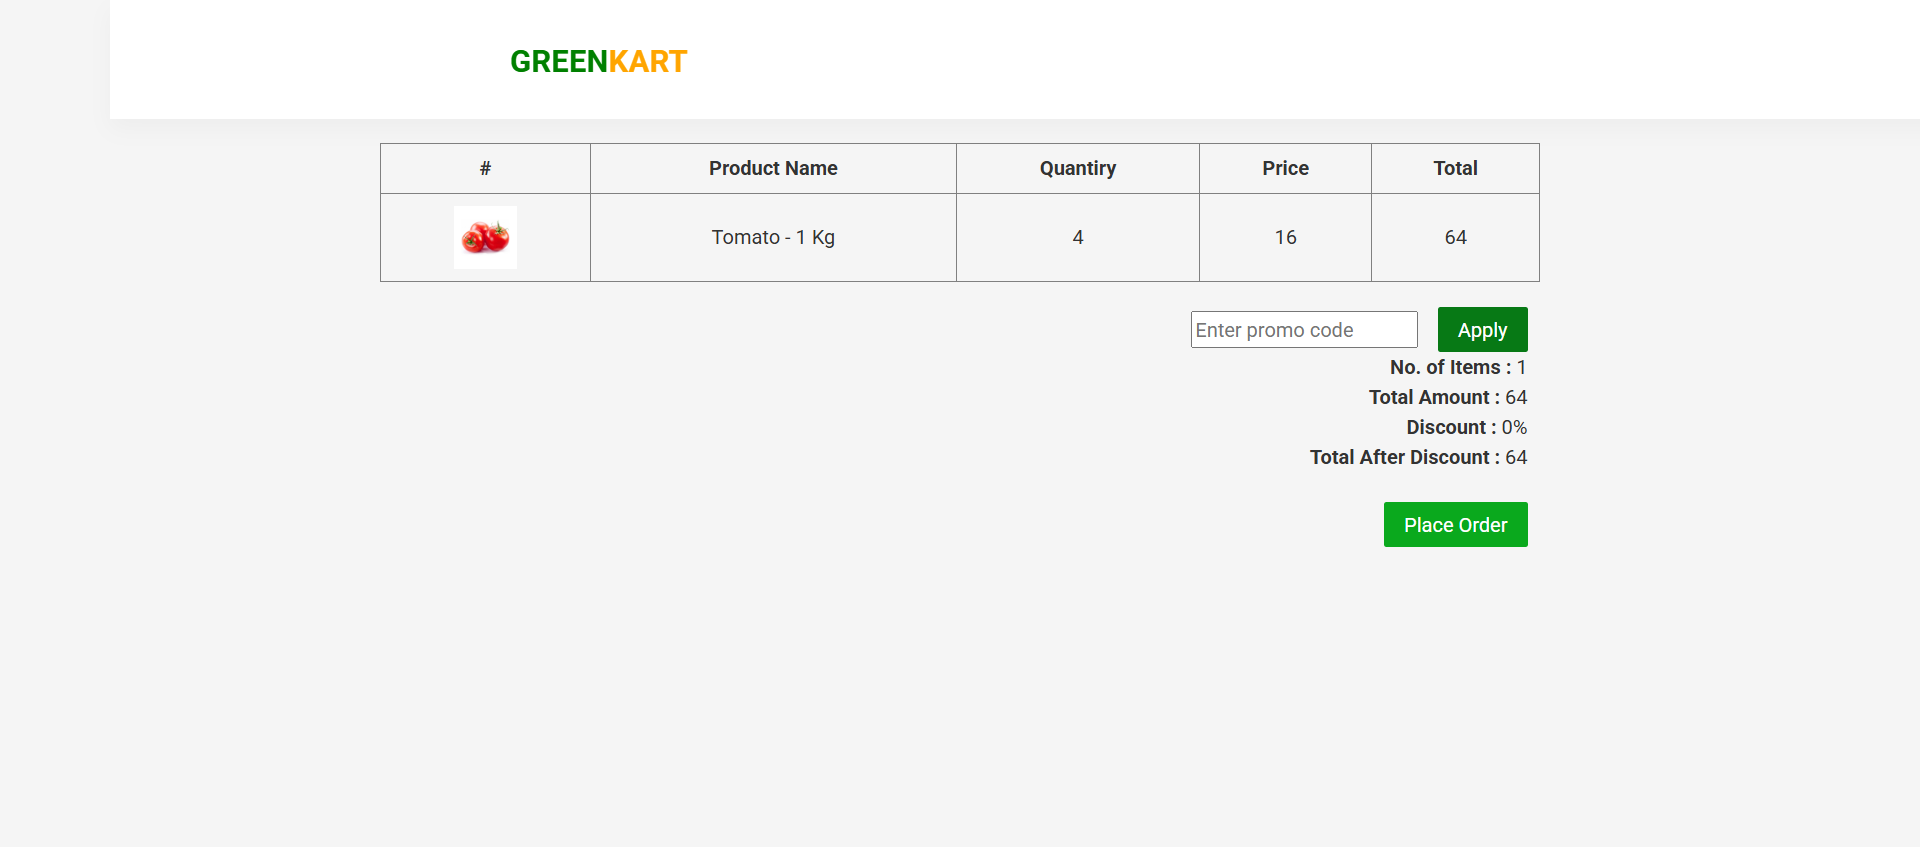 GREENKART
# Product Name Quantiry Price Total
Tomato - 1 Kg 4 16 64
Enter promo code Apply
No. of Items : 1
Total Amount : 64
Discount : 0%
Total After Discount : 64
Place Order